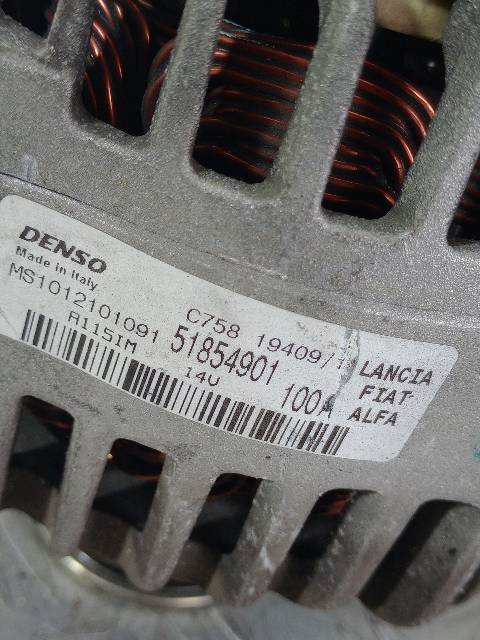 DENSO
Made in Italy
MS1012101091
A115IM
C758 19409/
51854901
14V
100A
LANCIA
FIAT-
ALFA